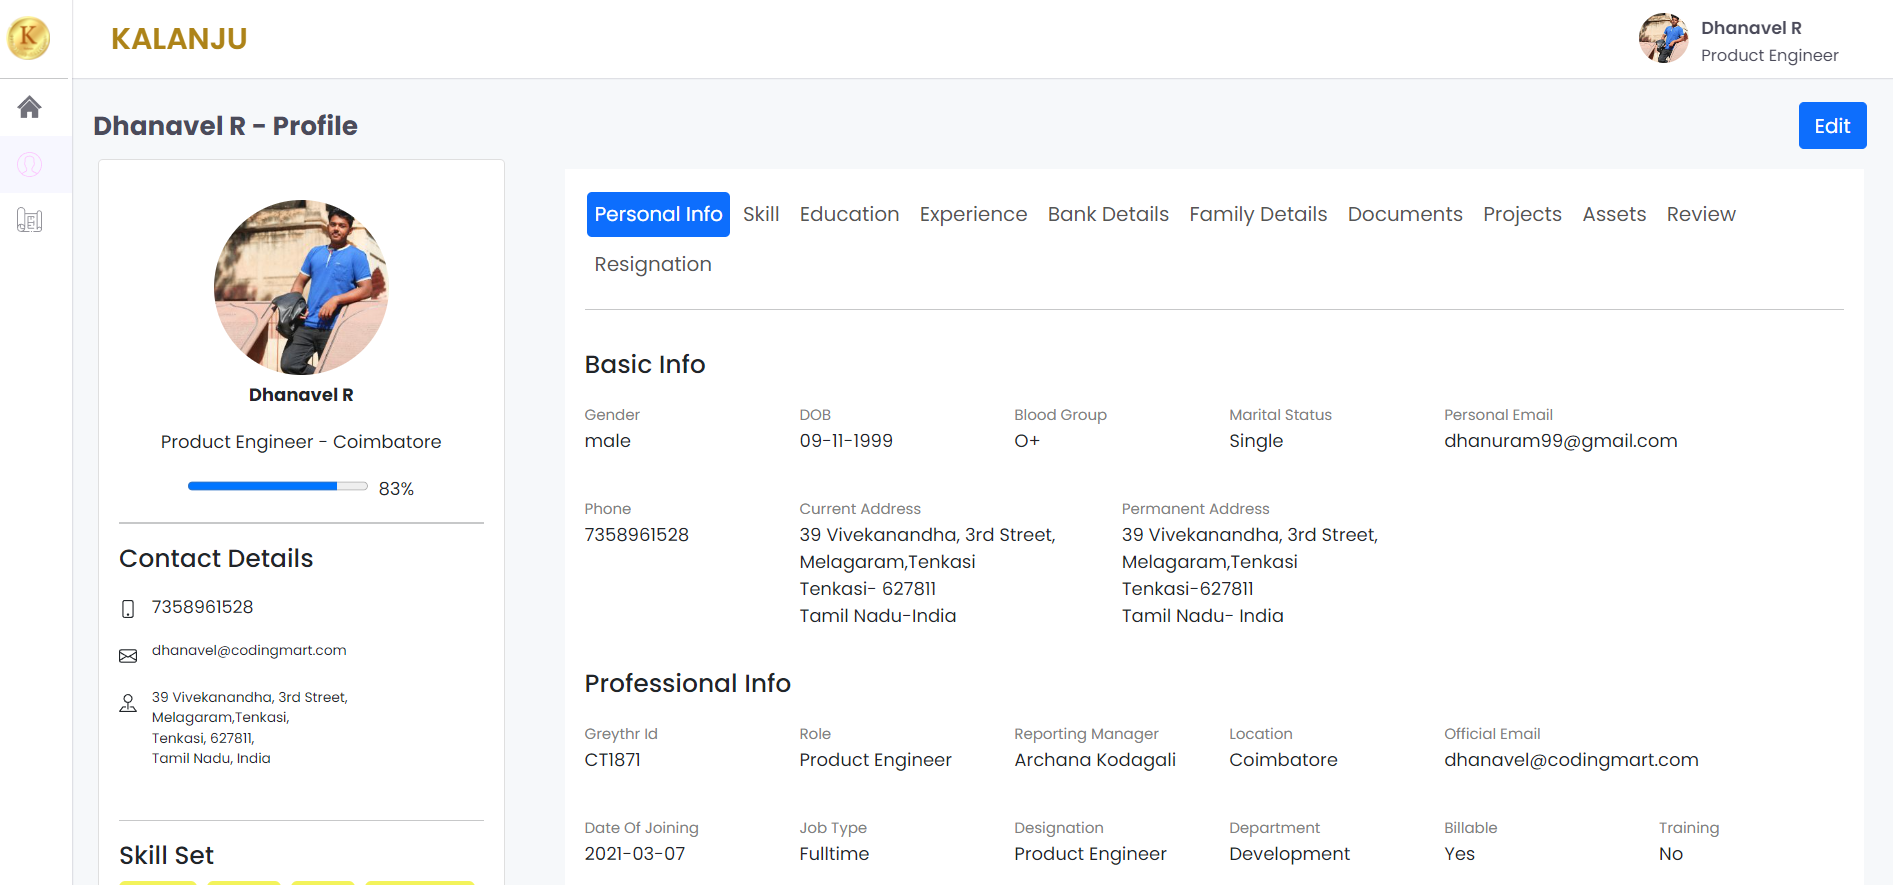 K
KALANJU
Dhanavel R
Product Engineer
Dhanavel R - Profile
Edit
Dhanavel R
Product Engineer - Coimbatore
83%
Contact Details
7358961528
dhanavel@codingmart.com
39 Vivekanandha, 3rd Street,
Melagaram,Tenkasi,
Tenkasi, 627811,
Tamil Nadu, India
Skill Set
Personal Info Skill Education Experience Bank Details Family Details Documents Projects Assets Review
Resignation
Basic Info
Gender DOB Blood Group Marital Status Personal Email
male 09-11-1999 O+ Single dhanuram99@gmail.com
Phone Current Address Permanent Address
7358961528 39 Vivekanandha, 3rd Street, 39 Vivekanandha, 3rd Street,
Melagaram,Tenkasi Melagaram,Tenkasi
Tenkasi- 627811 Tenkasi-627811
Tamil Nadu-India Tamil Nadu- India
Professional Info
Greythr Id Role Reporting Manager Location Official Email
CT1871 Product Engineer Archana Kodagali Coimbatore dhanavel@codingmart.com
Date Of Joining Job Type Designation Department Billable Training
2021-03-07 Fulltime Product Engineer Development Yes No